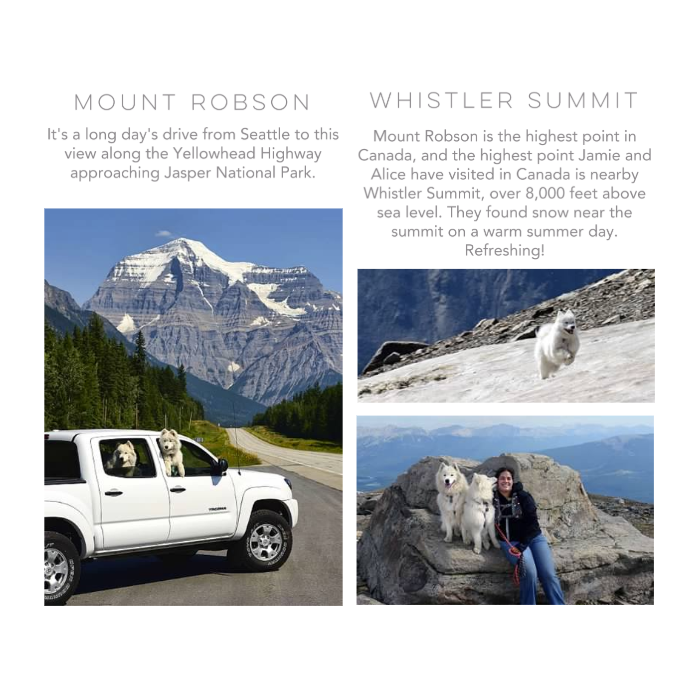 MOUNT ROBSON
It's a long day's drive from Seattle to this
view along the Yellowhead Highway
approaching Jasper National Park.
WHISTLER SUMMIT
Mount Robson is the highest point in
Canada, and the highest point Jamie and
Alice have visited in Canada is nearby
Whistler Summit, over 8,000 feet above
sea level. They found snow near the
summit on a warm summer day.
Refreshing!